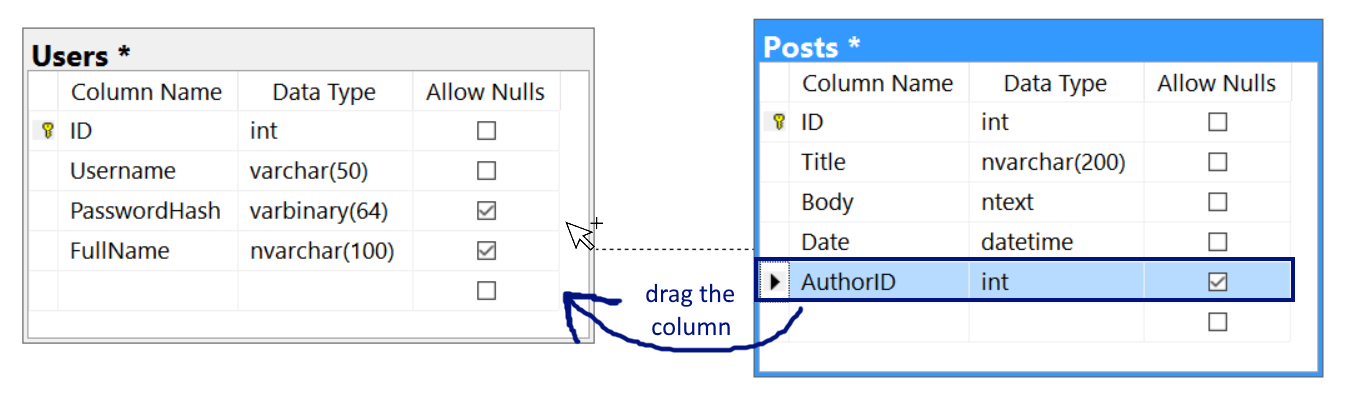 Users *
Column Name Data Type Allow Nulls
ID int
Username varchar(50)
PasswordHash varbinary(64)
FullName nvarchar(100)
drag the
column
Posts *
Column Name Data Type Allow Nulls
ID int
Title nvarchar(200)
Body ntext
Date datetime
AuthorID int